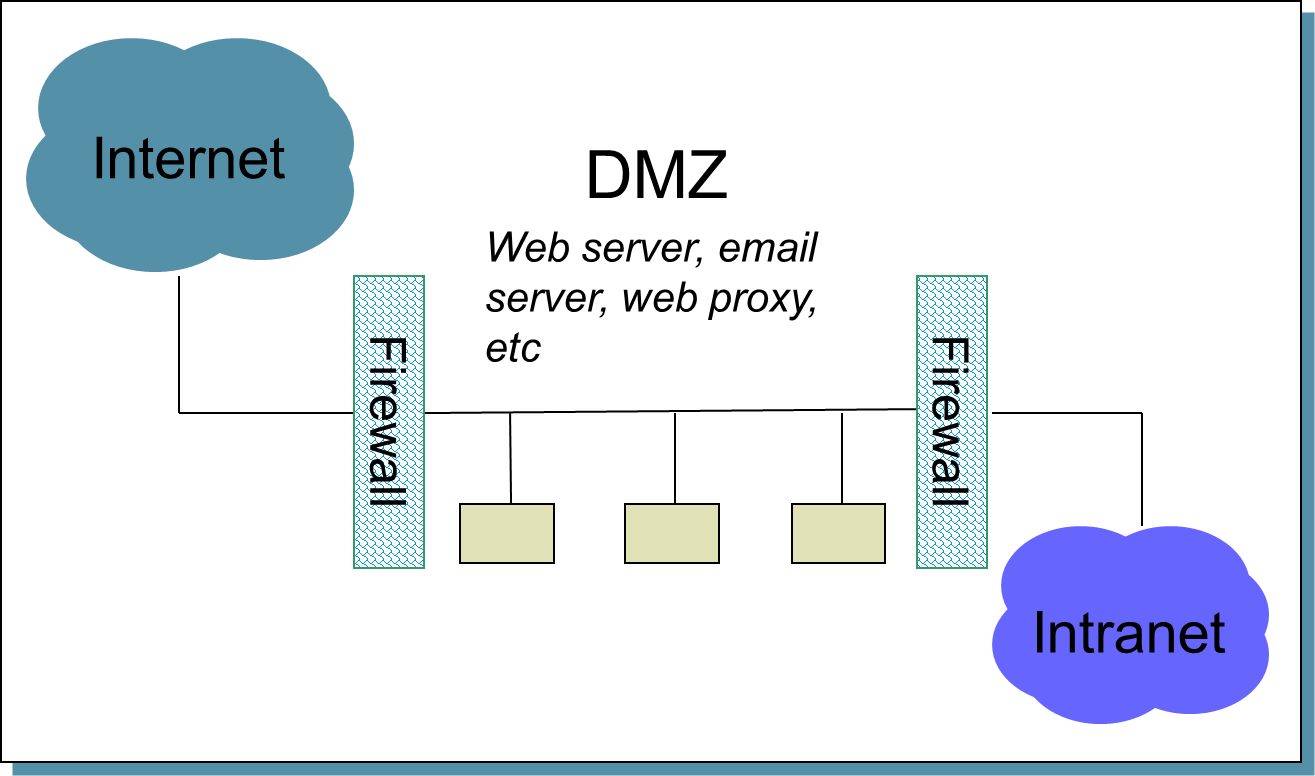 Internet
DMZ
Web server, email
server, web proxy,
etc
Firewall
Firewall
Intranet